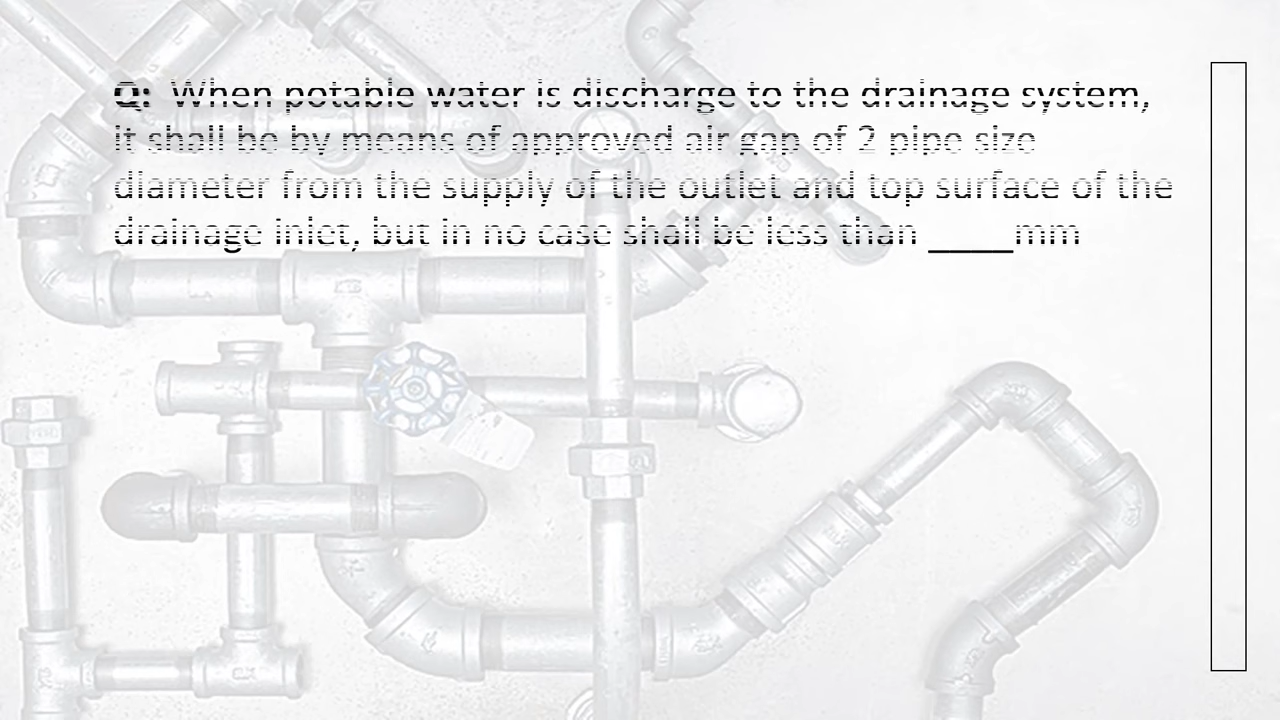 Q: When potable water is discharge to the drainage system,
it shall be by means of approved air gap of 2 pipe size
diameter from the supply of the outlet and top surface of the
drainage inlet, but in no case shall be less than _____mm